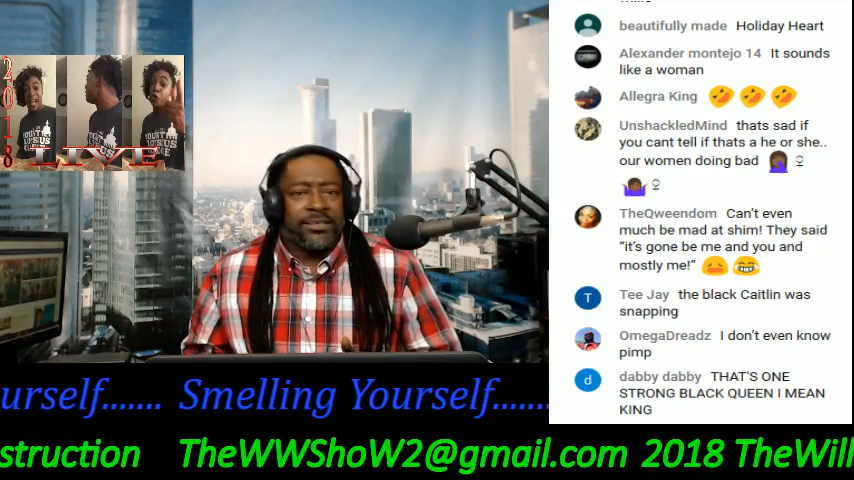 2018
LIVE
beautifully made Holiday Heart
Alexander montejo 14 It sounds
like a woman
Allegra King
UnshackledMind thats sad if
you cant tell if thats a he or she..
our women doing bad
TheQweendom Can't even
much be mad at shim! They said
"it's gone be me and you and
mostly me!"
Tee Jay the black Caitlin was
snapping
OmegaDreadz I don't even know
pimp
dabby dabby THAT'S ONE
STRONG BLACK QUEEN I MEAN
KING
T
d
urself....... Smelling Yourself.......
struction TheWWShoW2@gmail.com 2018 TheWill